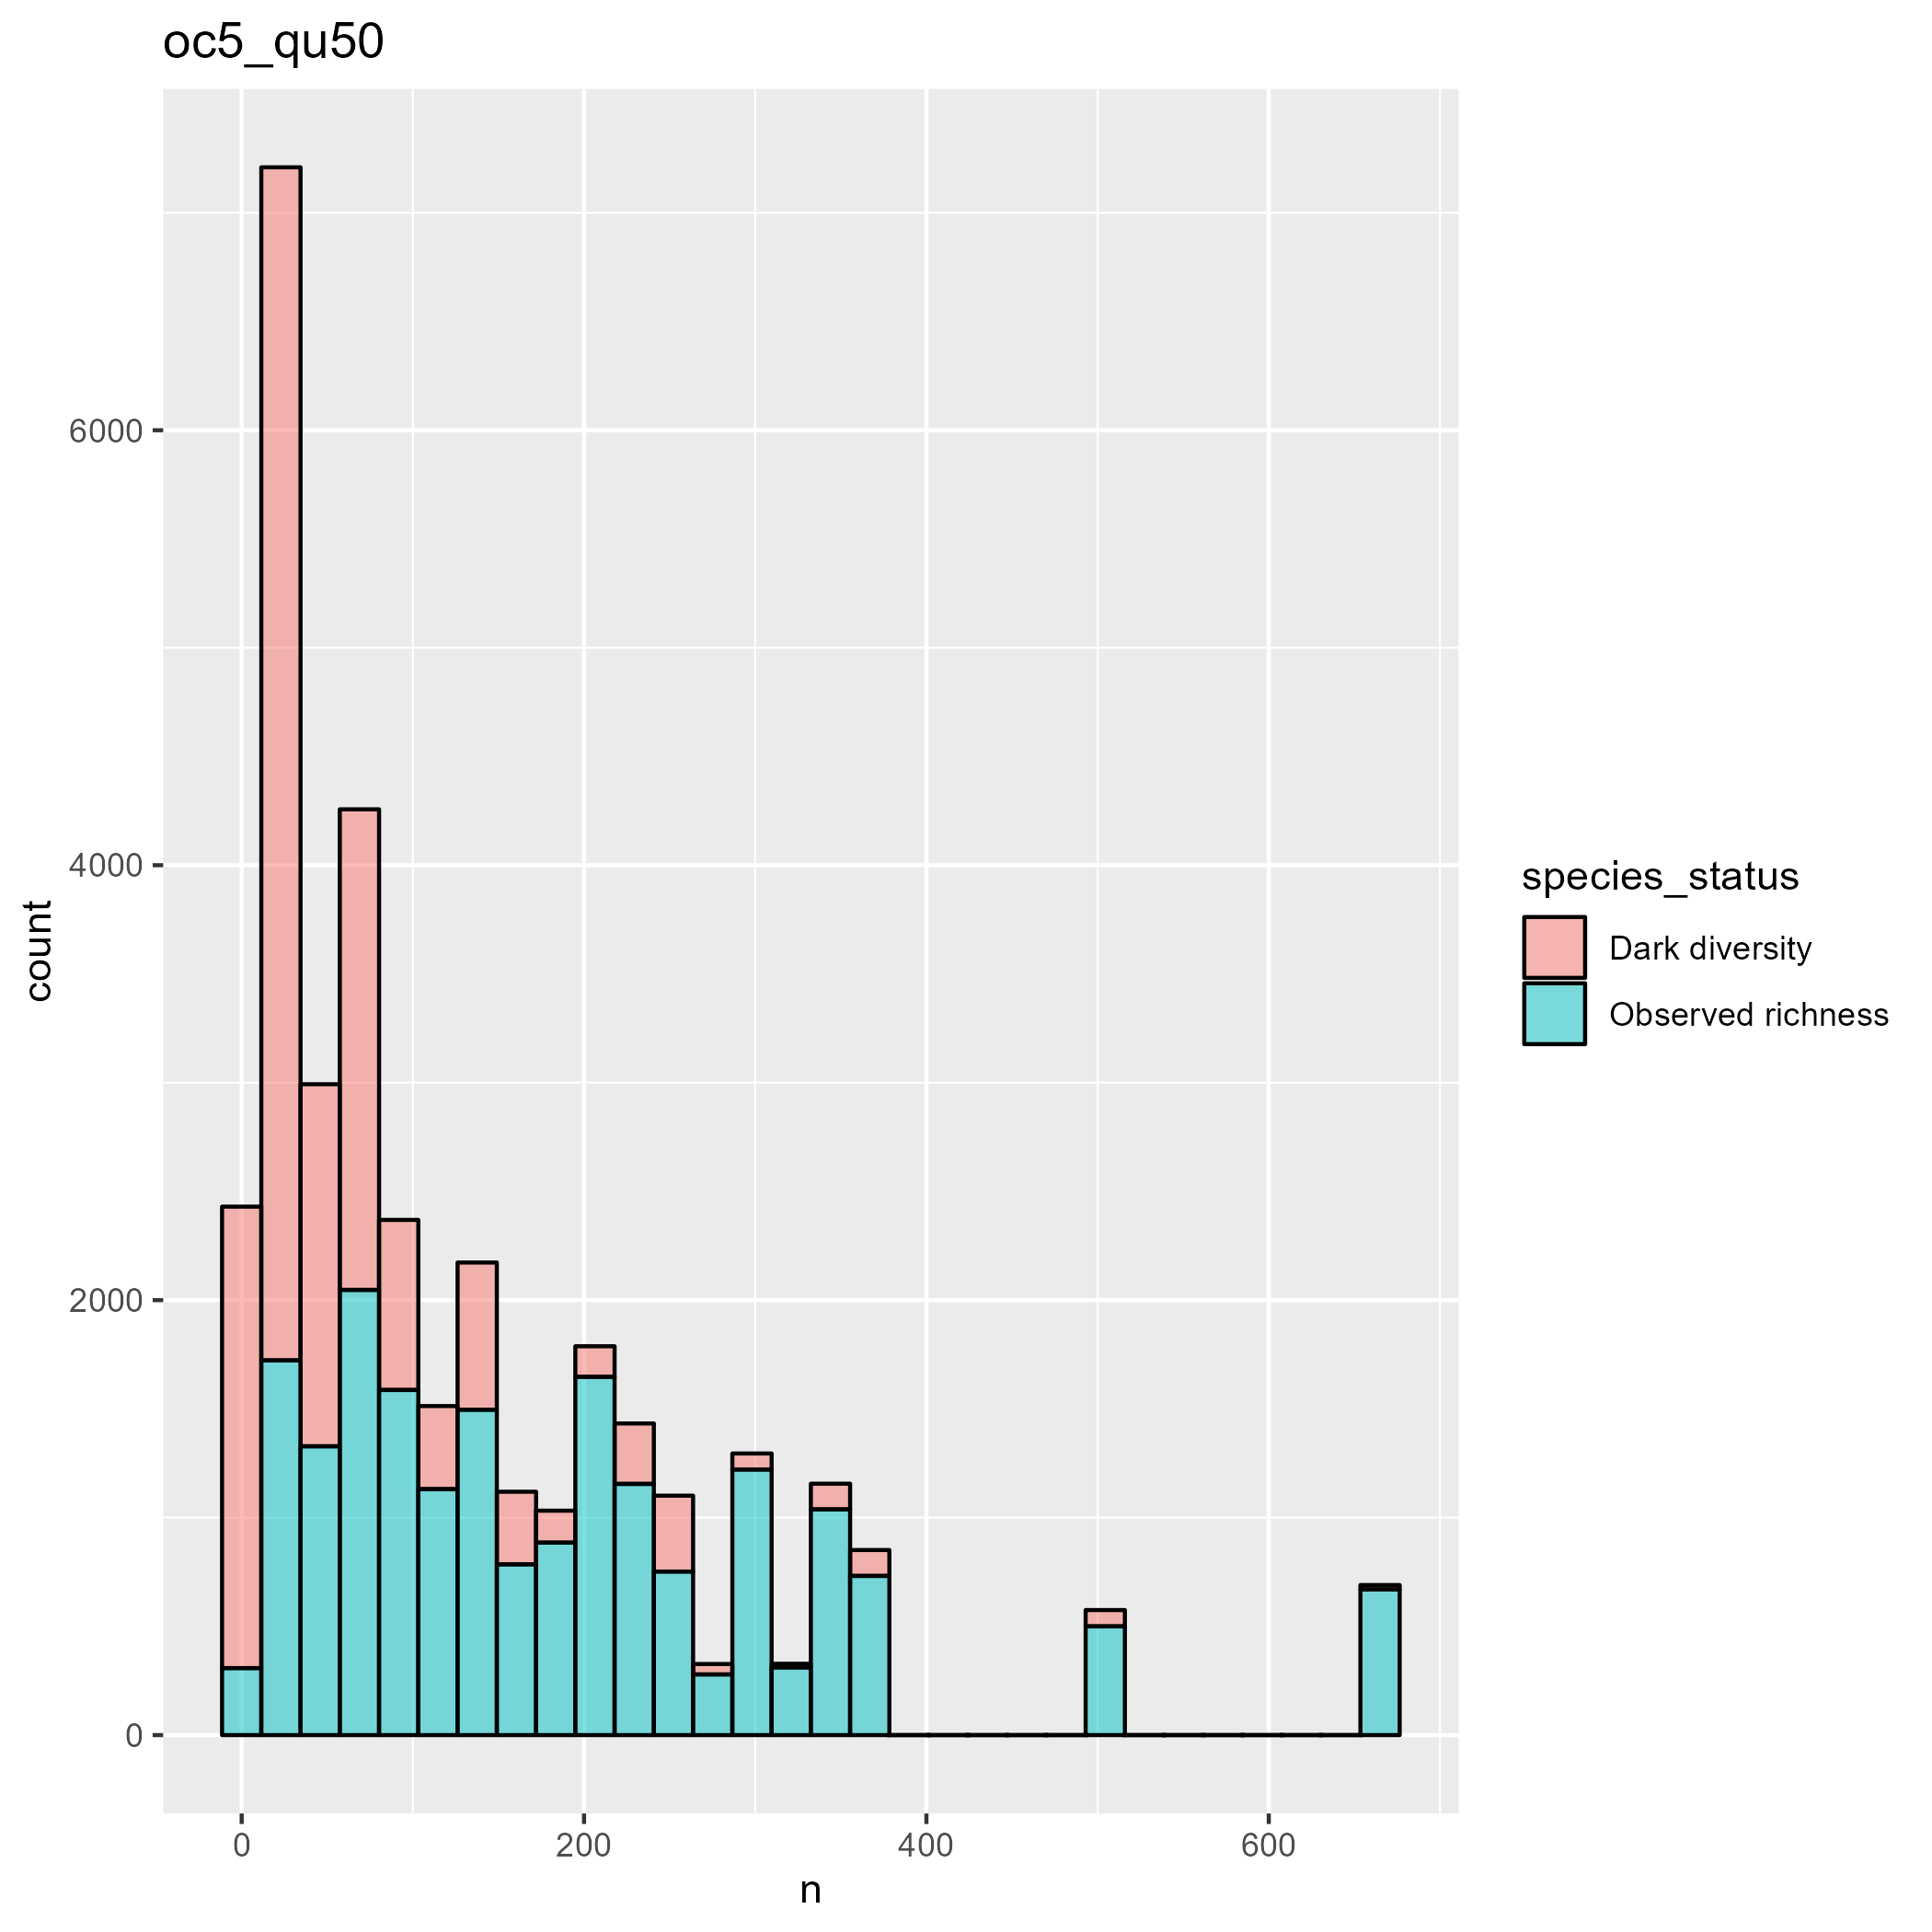 oc5_qu50
6000
4000
2000
0
count
0 200 400 600
n
species_status
Dark diversity
Observed richness